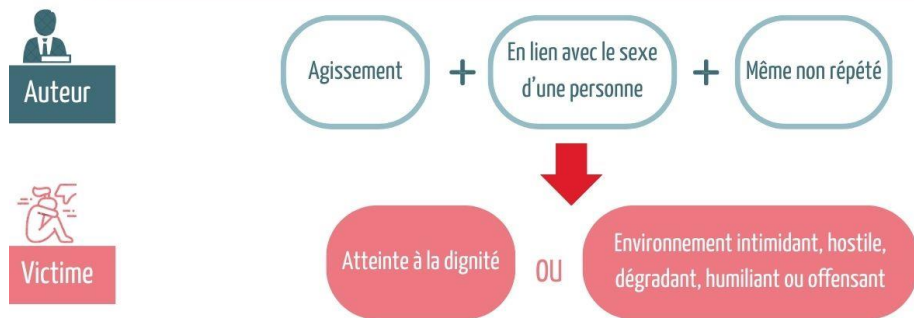 Auteur
Agissement
+
En lien avec le sexe
d'une personne
+
Même non répété
Victime
Atteinte à la dignité
OU
Environnement intimidant, hostile,
dégradant, humiliant ou offensant